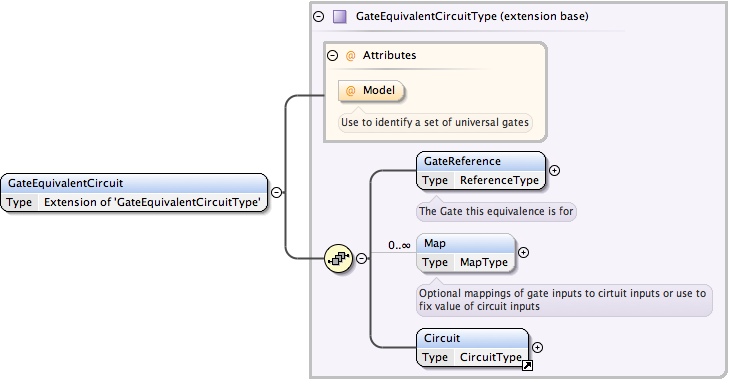 GateEquivalentCircuitType (extension base)
@ Attributes
@ Model
Use to identify a set of universal gates
GateEquivalentCircuit
Type Extension of 'GateEquivalentCircuitType'
GateReference
Type ReferenceType
The Gate this equivalence is for
0..∞ Map
Type MapType
Optional mappings of gate inputs to cirtuit inputs or use to
fix value of circuit inputs
Circuit
Type CircuitType